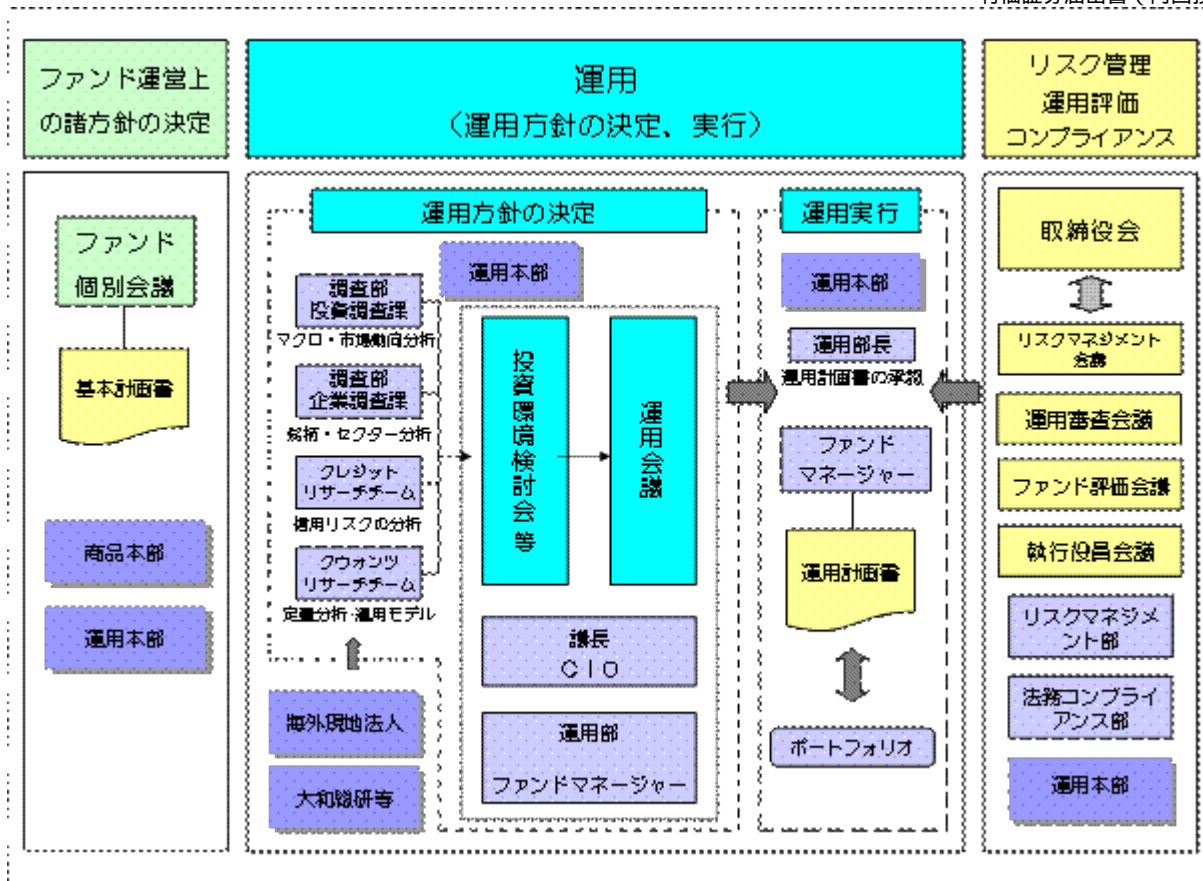 ファンド運営上
の諸方針の決定
運用
(運用方針の決定、実行)
リスク管理
運用評価
コンプライアンス
ファンド
個別会議
基本計画書
商品本部
運用本部
運用方針の決定
運用本部
調査部
投資調査課
マクロ・市場動向分析
調査部
企業調査課
銘柄・セクター分析
クレジット
リサーチチーム
信用リスクの分析
クウォンツ
リサーチチーム
定量分析・運用モデル
海外現地法人
大和総研等
投資環境検討会等
運用会議
議長
CIO
運用部
ファンドマネージャー
運用実行
運用本部
運用部長
運用計画書の承認
ファンド
マネージャー
運用計画書
ポートフォリオ
取締役会
リスクマネジメント
会議
運用審査会議
ファンド評価会議
執行役員会議
リスクマネジメ
ント部
法務コンプライ
アンス部
運用本部